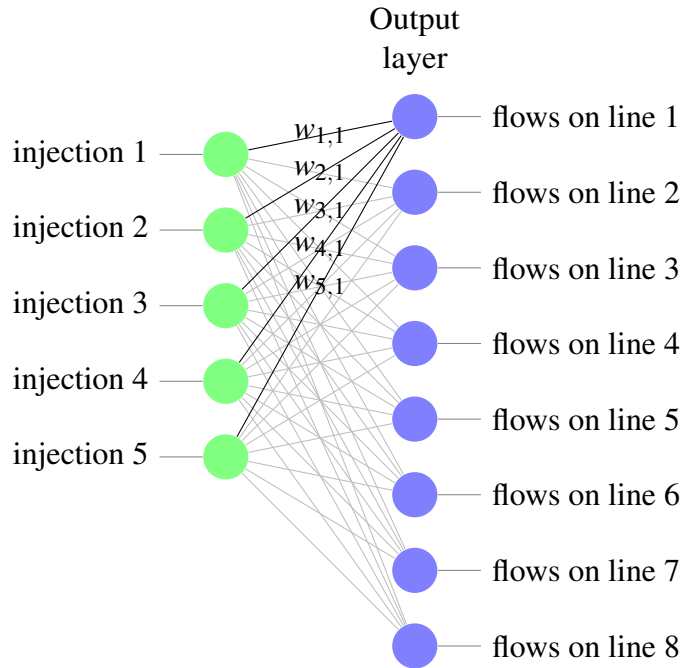 Output
layer
injection 1
injection 2
injection 3
injection 4
injection 5
w1,1
w2,1
w3,1
w4,1
w5,1
flows on line 1
flows on line 2
flows on line 3
flows on line 4
flows on line 5
flows on line 6
flows on line 7
flows on line 8